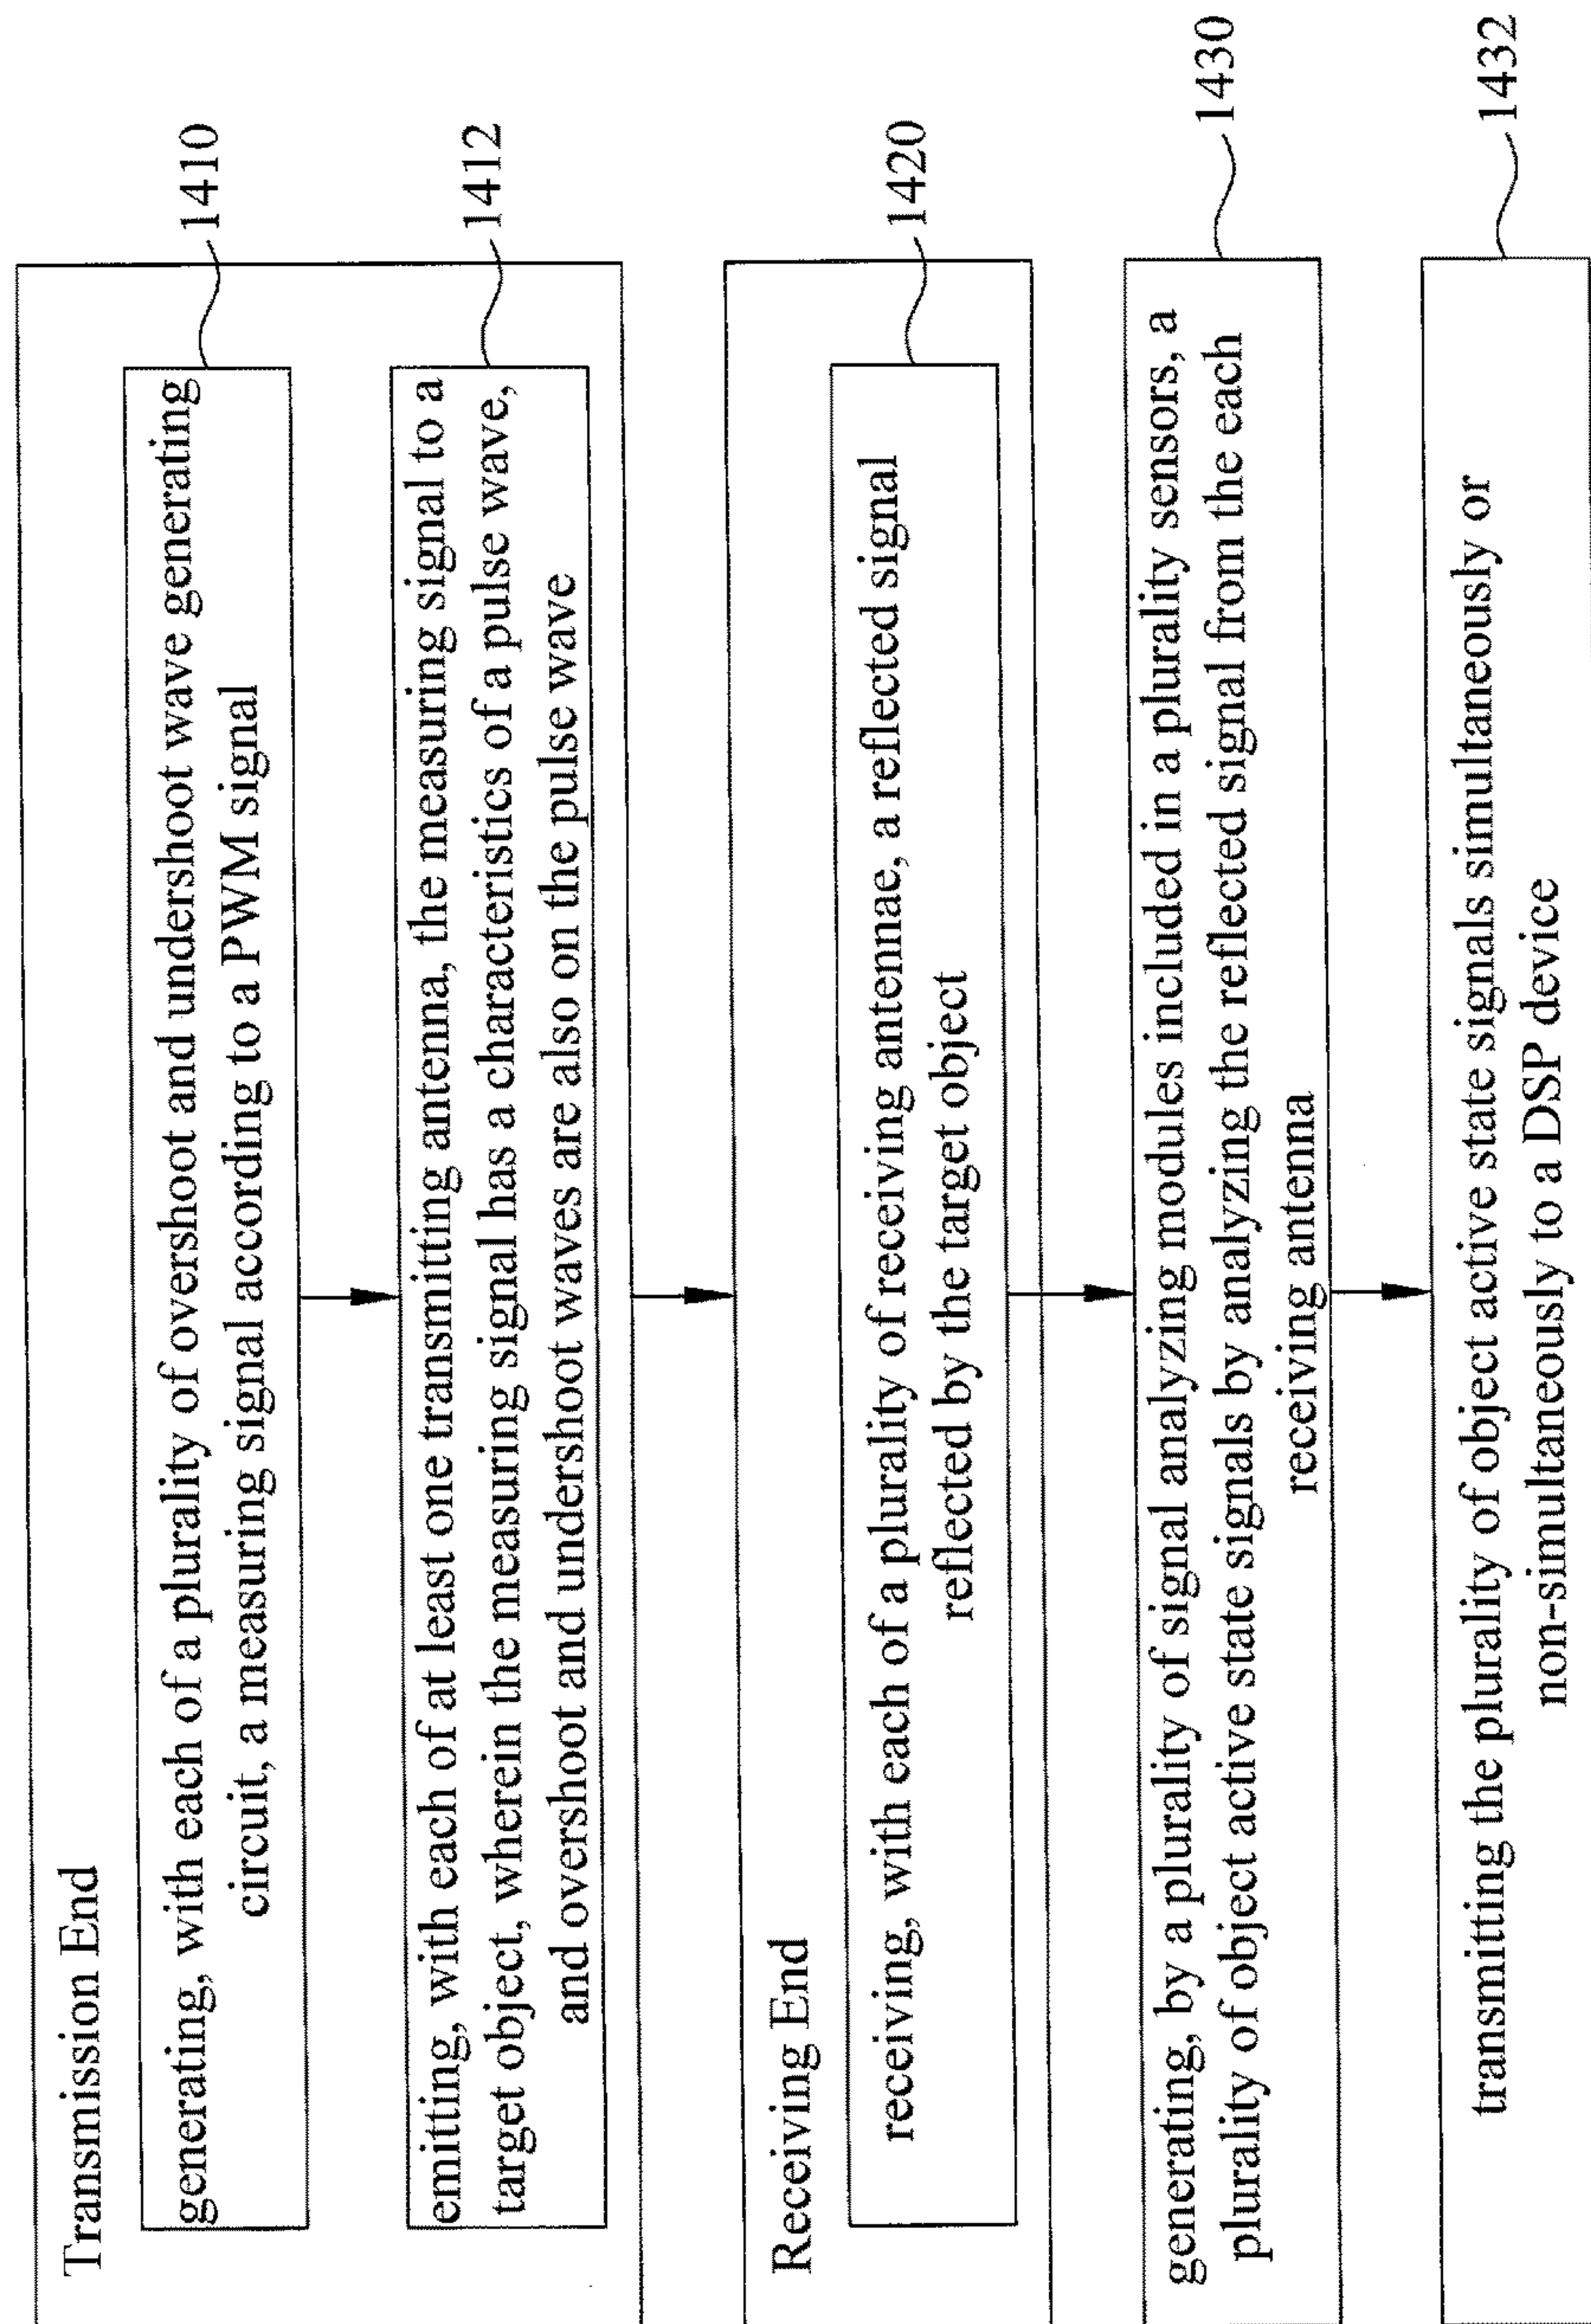 Transmission End
generating, with each of a plurality of overshoot and undershoot wave generating
circuit, a measuring signal according to a PWM signal
1410
emitting, with each of at least one transmitting antenna, the measuring signal to a
target object, wherein the measuring signal has a characteristics of a pulse wave,
and overshoot and undershoot waves are also on the pulse wave
1412
Receiving End
receiving, with each of a plurality of receiving antennae, a reflected signal
reflected by the target object
1420
generating, by a plurality of signal analyzing modules included in a plurality sensors, a
plurality of object active state signals by analyzing the reflected signal from the each
receiving antenna
1430
transmitting the plurality of object active state signals simultaneously or
non-simultaneously to a DSP device
1432